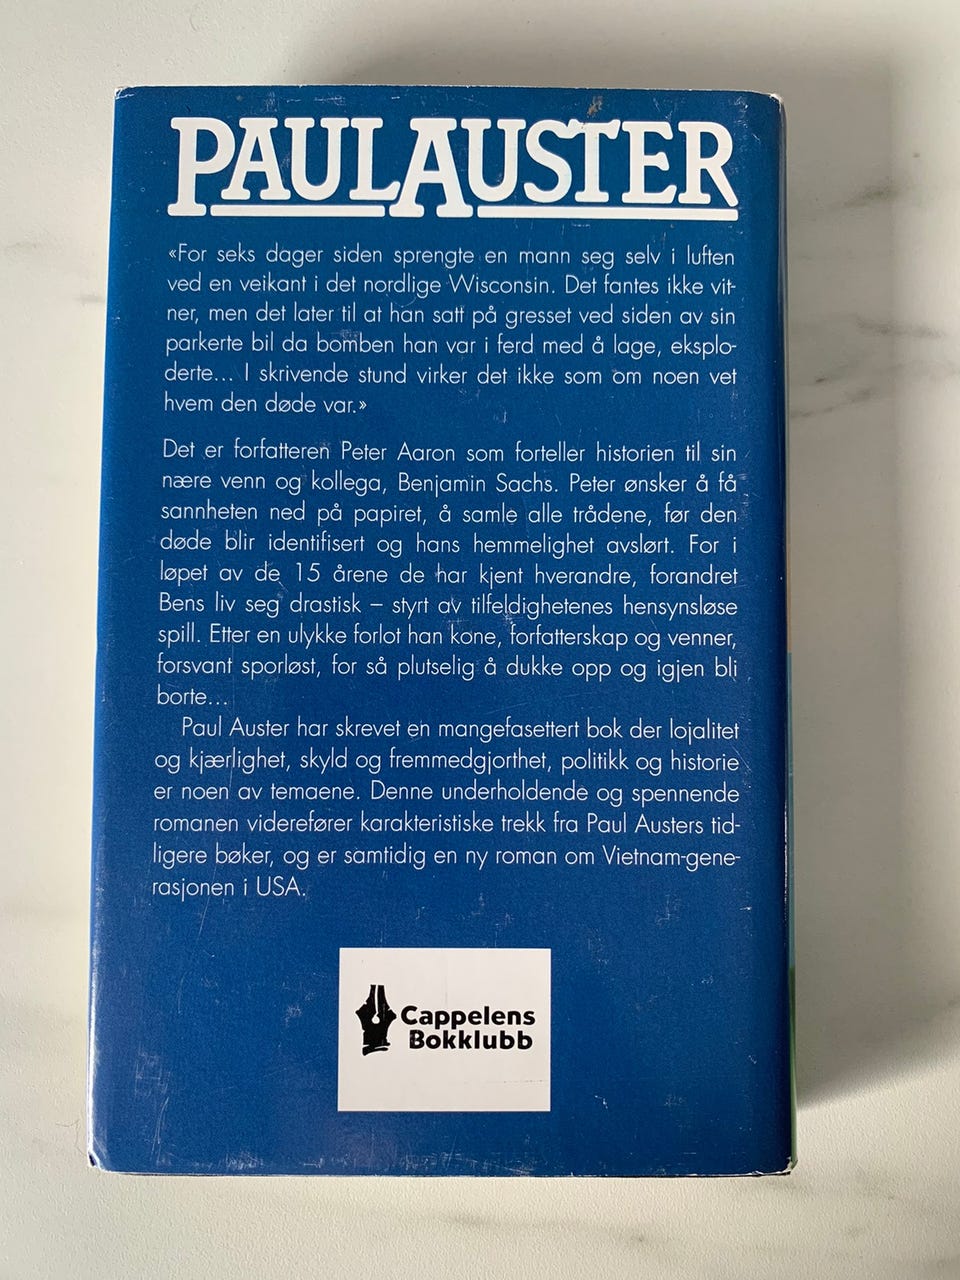 PAUL AUSTER
«For seks dager siden sprengte en mann seg selv i luften
ved en veikant i det nordlige Wisconsin. Det fantes ikke vit-
ner, men det later til at han satt på gresset ved siden av sin
parkerte bil da bomben han var i ferd med å lage, eksplo-
derte... I skrivende stund virker det ikke som om noen vet
hvem den døde var.»
Det er forfatteren Peter Aaron som forteller historien til sin
nære venn og kollega, Benjamin Sachs. Peter ønsker å få
sannheten ned på papiret, å samle alle trådene, før den
døde blir identifisert og hans hemmelighet avslørt. For i
løpet av de 15 årene de har kjent hverandre, forandret
Bens liv seg drastisk – styrt av tilfeldighetenes hensynsløse
spill. Etter en ulykke forlot han kone, forfatterskap og venner,
forsvant sporløst, for så plutselig å dukke opp og igjen bli
borte...
Paul Auster har skrevet en mangefasettert bok der lojalitet
og kjærlighet, skyld og fremmedgjorthet, politikk og historie
er noen av temaene. Denne underholdende og spennende
romanen viderefører karakteristiske trekk fra Paul Austers tid-
ligere bøker, og er samtidig en ny roman om Vietnam-gene-
rasjonen i USA.
Cappelens
Bokklubb